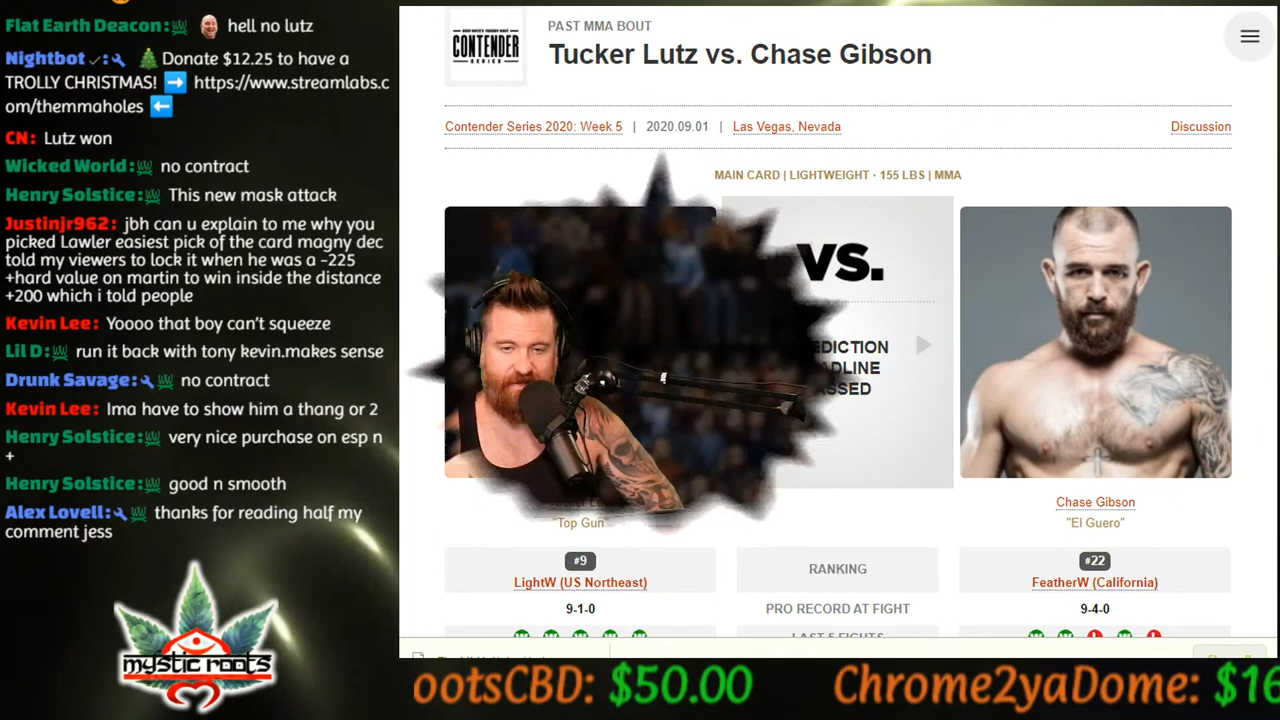 Flat Earth Deacon: hell no lutz
Nightbot: Donate $12.25 to have a
TROLLY CHRISTMAS! https://www.streamlabs.c
om/themmaholes
CN: Lutz won
Wicked World: no contract
Henry Solstice: This new mask attack
Justinjr962: jbh can u explain to me why you
picked Lawler easiest pick of the card magny dec
told my viewers to lock it when he was a -225
+hard value on martin to win inside the distance
+200 which i told people
Kevin Lee: Yoooo that boy can't squeeze
Lil D: run it back with tony kevin.makes sense
Drunk Savage: no contract
Kevin Lee: Ima have to show him a thang or 2
Henry Solstice: very nice purchase on esp n
+
Henry Solstice: good n smooth
Alex Lovell: thanks for reading half my
comment jess
mystic roots
CONTENDER
SERIES
PAST MMA BOUT
Tucker Lutz vs. Chase Gibson
Contender Series 2020: Week 5 | 2020.09.01 | Las Vegas, Nevada
Discussion
MAIN CARD | LIGHTWEIGHT · 155 LBS | MMA
VS.
EDICTION
ADLINE
ASSED
Chase Gibson
"Top Gun"
"El Guero"
#9
#22
LightW (US Northeast)
RANKING
FeatherW (California)
9-1-0
PRO RECORD AT FIGHT
9-4-0
LAST 5 FIGHTS
ootsCBD: $50.00
Chrome2yaDome: $16